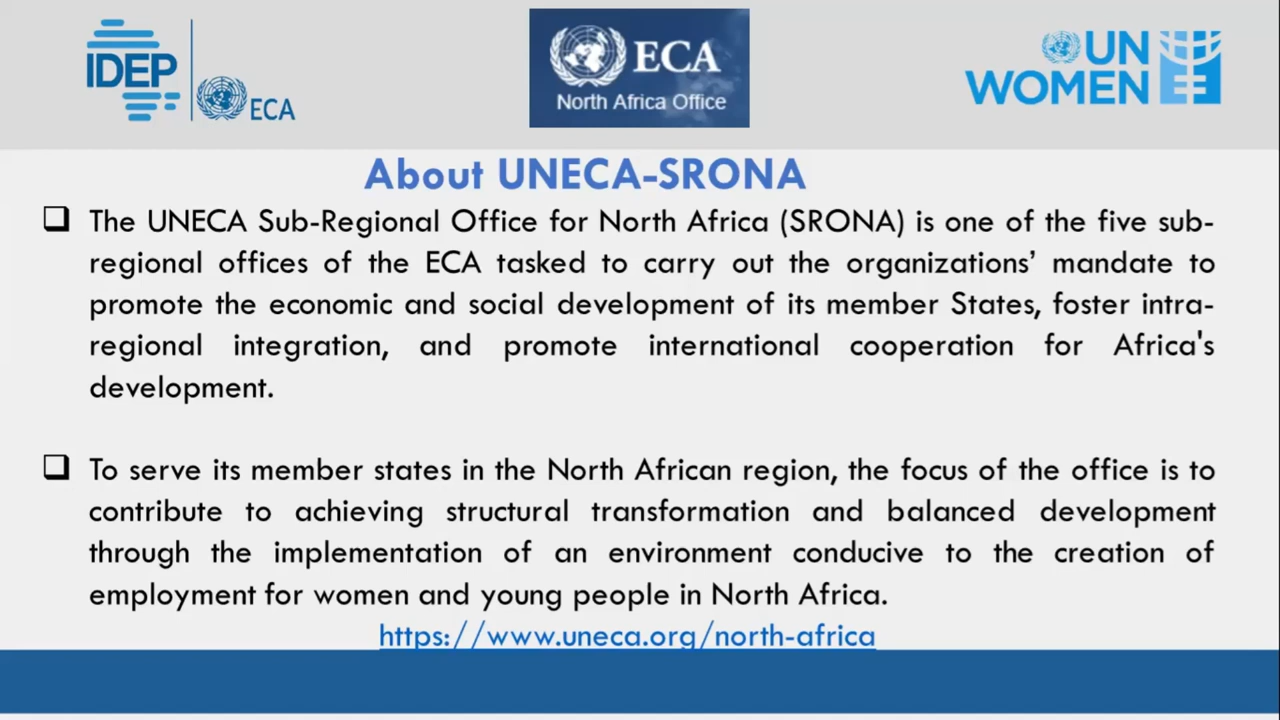 IDEP
ECA
ECA
North Africa Office
UN
WOMEN
About UNECA-SRONA
❑ The UNECA Sub-Regional Office for North Africa (SRONA) is one of the five sub-
regional offices of the ECA tasked to carry out the organizations’ mandate to
promote the economic and social development of its member States, foster intra-
regional integration, and promote international cooperation for Africa's
development.
❑ To serve its member states in the North African region, the focus of the office is to
contribute to achieving structural transformation and balanced development
through the implementation of an environment conducive to the creation of
employment for women and young people in North Africa.
https://www.uneca.org/north-africa